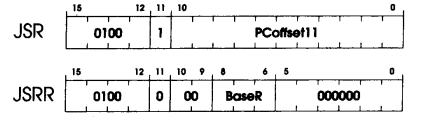 15 12 11 10 0
JSR 0100 1 PCoffset11
15 12 11 10 9 8 6 5 0
JSRR 0100 0 00 BaseR 000000